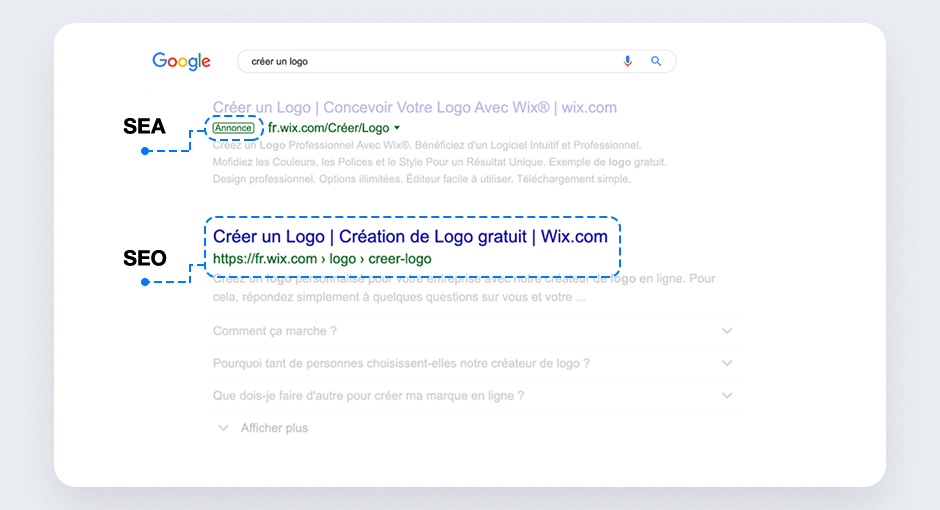 Google
créer un logo
Créer un Logo | Concevoir Votre Logo Avec Wix® | wix.com
SEA
Annonce fr.wix.com/Créer/Logo
Créez un Logo Professionnel Avec Wix®. Bénéficiez d'un Logiciel Intuitif et Professionnel.
Mofidiez les Couleurs, les Polices et le Style Pour un Résultat Unique. Exemple de logo gratuit.
Design professionnel. Options illimitées. Éditeur facile à utiliser. Téléchargement simple.
Créer un Logo | Création de Logo gratuit | Wix.com
SEO
https://fr.wix.com › logo › creer-logo
Créez un logo personnalisé pour votre entreprise avec notre créateur de logo en ligne. Pour
cela, répondez simplement à quelques questions sur vous et votre ...
Comment ça marche ?
Pourquoi tant de personnes choisissent-elles notre créateur de logo ?
Que dois-je faire d'autre pour créer ma marque en ligne ?
Afficher plus